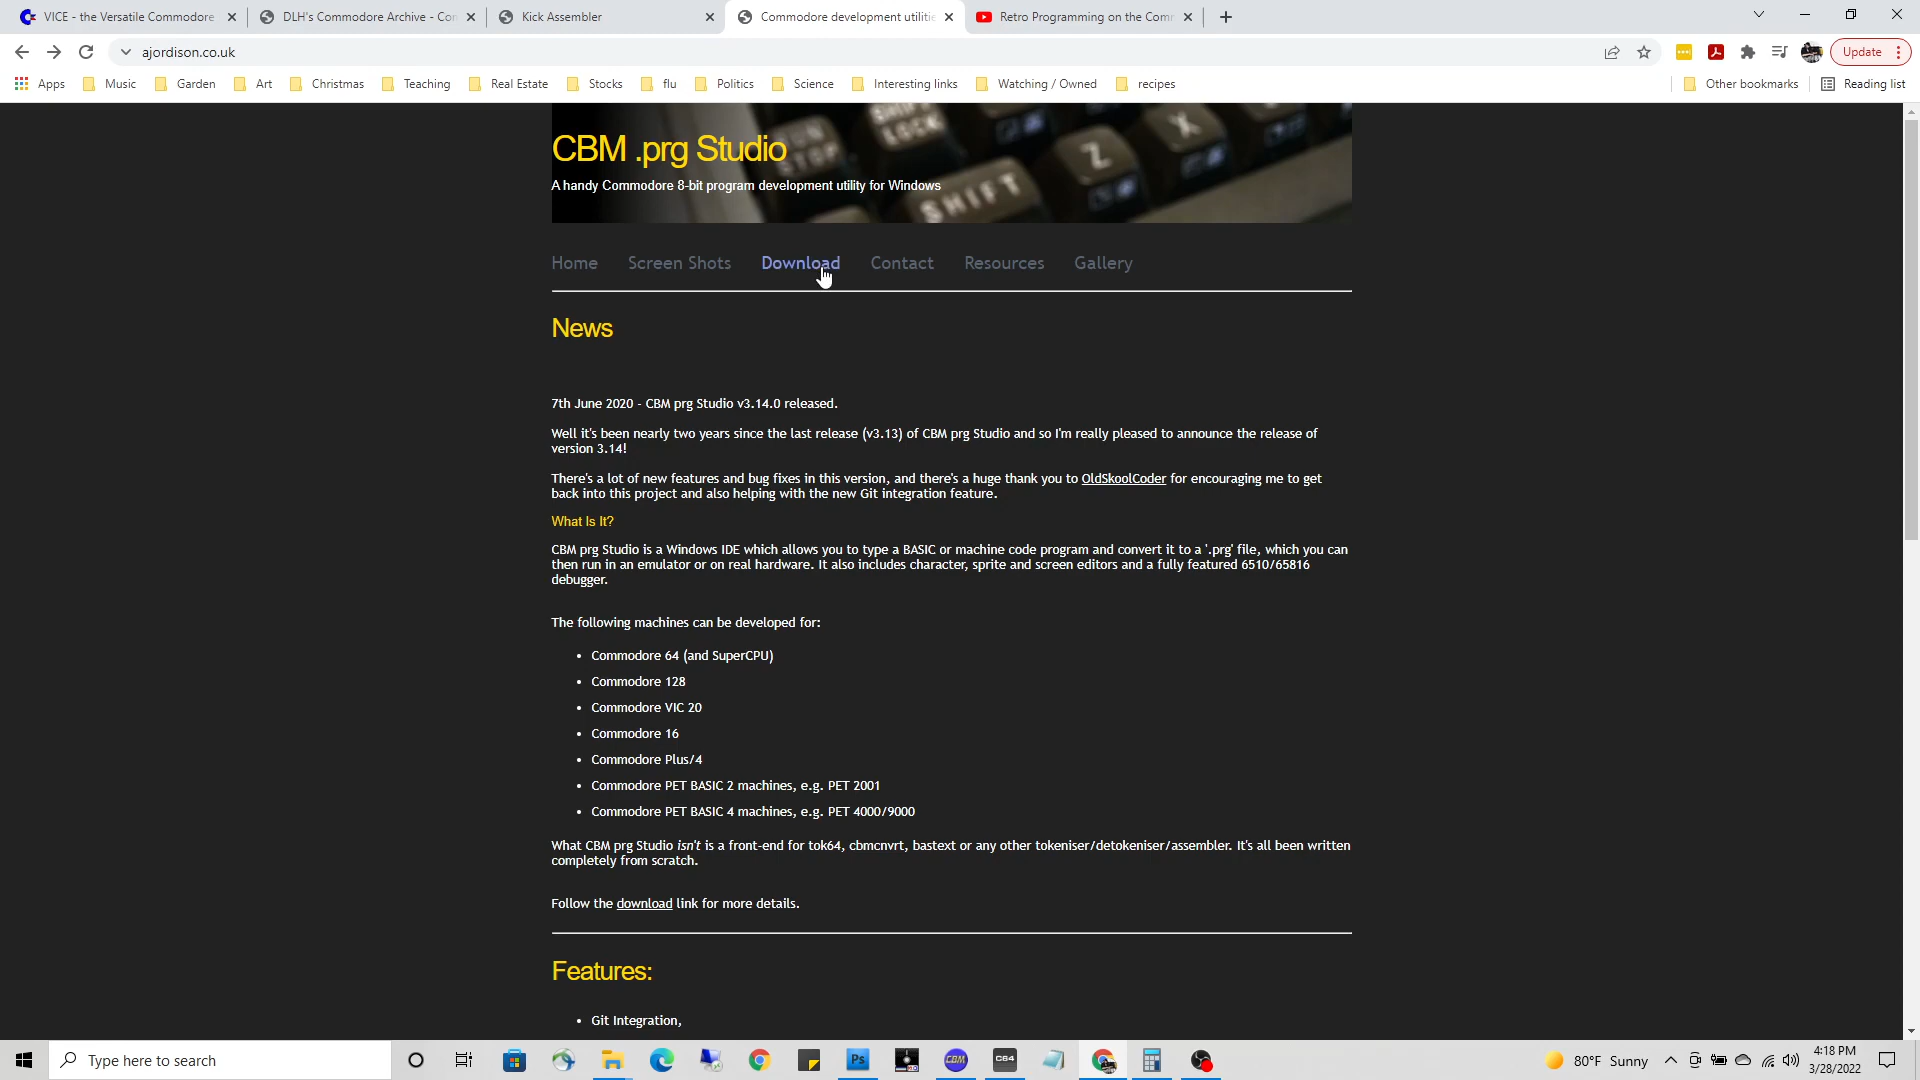 VICE - the Versatile Commodore
DLH's Commodore Archive - Con
Kick Assembler
Commodore development utilitie
Retro Programming on the Com
ajordison.co.uk
Update
Apps
Music
Garden
Art
Christmas
Teaching
Real Estate
Stocks
flu
Politics
Science
Interesting links
Watching / Owned
recipes
Other bookmarks
Reading list
CBM .prg Studio
A handy Commodore 8-bit program development utility for Windows
RUN
STOP
SHIFT
LOCK
SHIFT
Z
X
Home
Screen Shots
Download
Contact
Resources
Gallery
News
7th June 2020 - CBM prg Studio v3.14.0 released.
Well it's been nearly two years since the last release (v3.13) of CBM prg Studio and so I'm really pleased to announce the release of
version 3.14!
There's a lot of new features and bug fixes in this version, and there's a huge thank you to OldSkoolCoder for encouraging me to get
back into this project and also helping with the new Git integration feature.
What Is It?
CBM prg Studio is a Windows IDE which allows you to type a BASIC or machine code program and convert it to a '.prg' file, which you can
then run in an emulator or on real hardware. It also includes character, sprite and screen editors and a fully featured 6510/65816
debugger.
The following machines can be developed for:
• Commodore 64 (and SuperCPU)
• Commodore 128
• Commodore VIC 20
• Commodore 16
• Commodore Plus/4
• Commodore PET BASIC 2 machines, e.g. PET 2001
• Commodore PET BASIC 4 machines, e.g. PET 4000/9000
What CBM prg Studio isn't is a front-end for tok64, cbmcnvrt, bastext or any other tokeniser/detokeniser/assembler. It's all been written
completely from scratch.
Follow the download link for more details.
Features:
• Git Integration,
Type here to search
Ps
CBM
C64
80°F Sunny
4:18 PM
3/28/2022